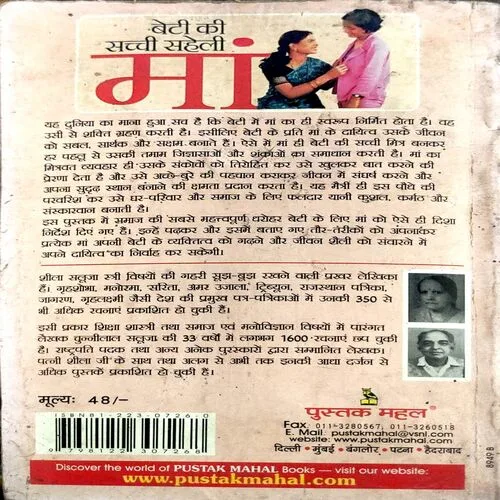 बेटी की
सच्ची सहेली
मां
यह दुनिया का माना हुआ सच है कि बेटी में मां का ही स्वरूप निर्मित होता है। वह
उसी से शक्ति ग्रहण करती है। इसीलिए बेटी के प्रति मां के दायित्व उसके जीवन
को सबल, सार्थक और सक्षम बनाते हैं। ऐसे में मां ही बेटी की सच्ची मित्र बनकर
हर पहलू से उसकी तमाम जिज्ञासाओं और शंकाओं का समाधान करती है। मां का
मित्रवत व्यवहार ही उसके संकोचों को तिरोहित कर उसे खुलकर बात करने की
प्रेरणा देता है और उसे अच्छे-बुरे की पहचान कराकर जीवन में संघर्ष करने और
अपना सुदृढ़ स्थान बनाने की क्षमता प्रदान करता है। यह मैत्री ही इस पौधे की
परवरिश कर उसे घर-परिवार और समाज के लिए फलदार यानी कुशल, कर्मठ और
संस्कारवान बनाती है।
इस पुस्तक में समाज की सबसे महत्त्वपूर्ण धरोहर बेटी के लिए मां को ऐसे ही दिशा
निर्देश दिए गए हैं। इन्हें पढ़कर और इसमें बताए गए तौर-तरीकों को अपनाकर
प्रत्येक मां अपनी बेटी के व्यक्तित्व को गढ़ने और जीवन शैली को संवारने में
अपने दायित्व का निर्वाह कर सकेगी।
शीला सलूजा स्त्री विषयों की गहरी सूझ-बूझ रखने वाली प्रखर लेखिका
हैं। गृहशोभा, मनोरमा, सरिता, अमर उजाला, ट्रिब्यून, राजस्थान पत्रिका,
जागरण, गृहलक्ष्मी जैसी देश की प्रमुख पत्र-पत्रिकाओं में उनकी 350 से
भी अधिक रचनाएं प्रकाशित हो चुकी हैं।
इसी प्रकार शिक्षा शास्त्री तथा समाज एवं मनोविज्ञान विषयों में पारंगत
लेखक चुन्नीलाल सलूजा की 33 वर्षों में लगभग 1600 रचनाएं छप चुकी
हैं। राष्ट्रपति पदक तथा अन्य अनेक पुरस्कारों द्वारा सम्मानित लेखक।
पत्नी शीला जी के साथ तथा अलग से अभी तक इनकी आधा दर्जन से
अधिक पुस्तकें प्रकाशित हो चुकी हैं।
मूल्य: 48/-
ISBN 81-223-0726-0
9 798122 307268
पुस्तक महल®
Fax: 011-3280567, 011-3260518
E. Mail: pustakmahal@vsnl.com
website: www.pustakmahal.com
दिल्ली • मुंबई • बंगलोर • पटना • हैदराबाद
8949 B
Discover the world of PUSTAK MAHAL Books — visit our website:
www.pustakmahal.com